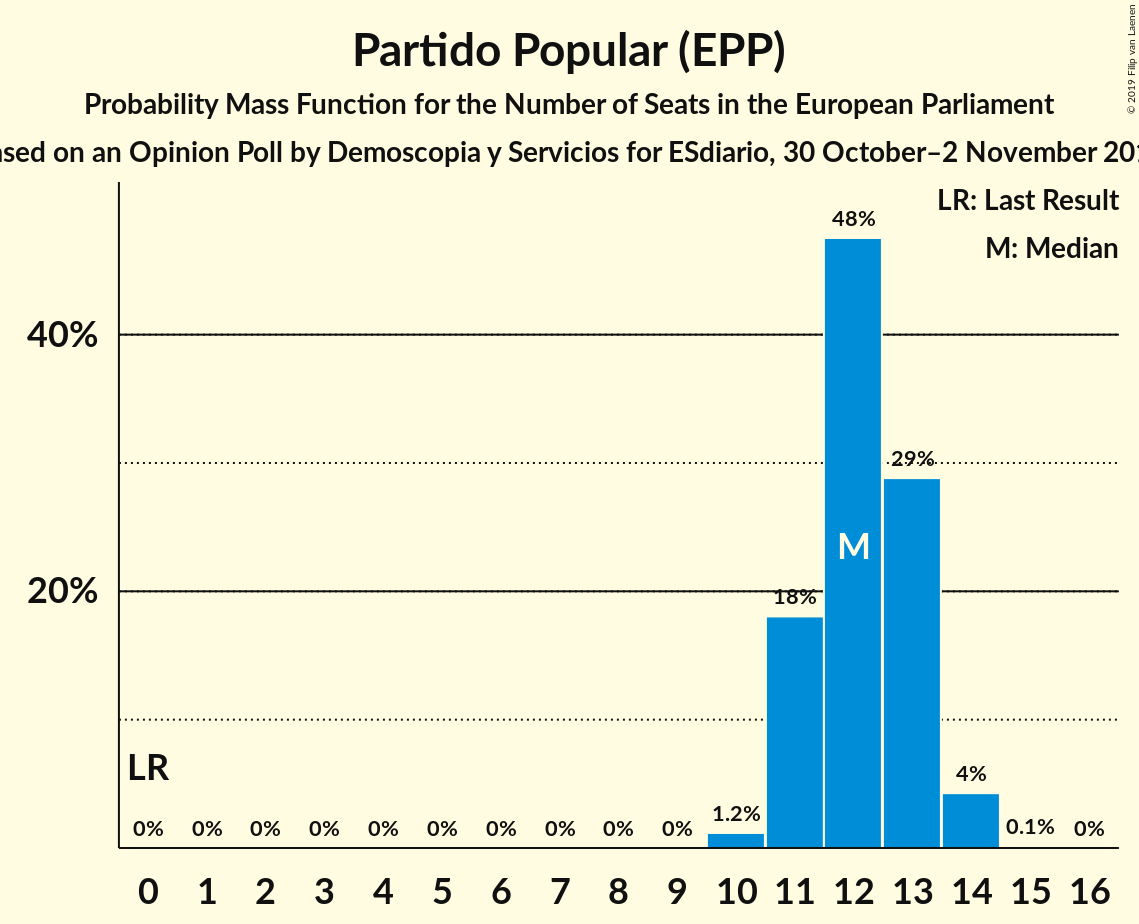 Partido Popular (EPP)
Probability Mass Function for the Number of Seats in the European Parliament
on an Opinion Poll by Demoscopia y Servicios for ESdiario, 30 October–2 November
© 2019 Filip van Laenen
LR: Last Result
M: Median
48%
40%
29%
M
20%
18%
LR
0% 0% 0% 0% 0% 0% 0% 0% 0% 0% 1.2% 4% 0.1% 0%
0 1 2 3 4 5 6 7 8 9 10 11 12 13 14 15 16